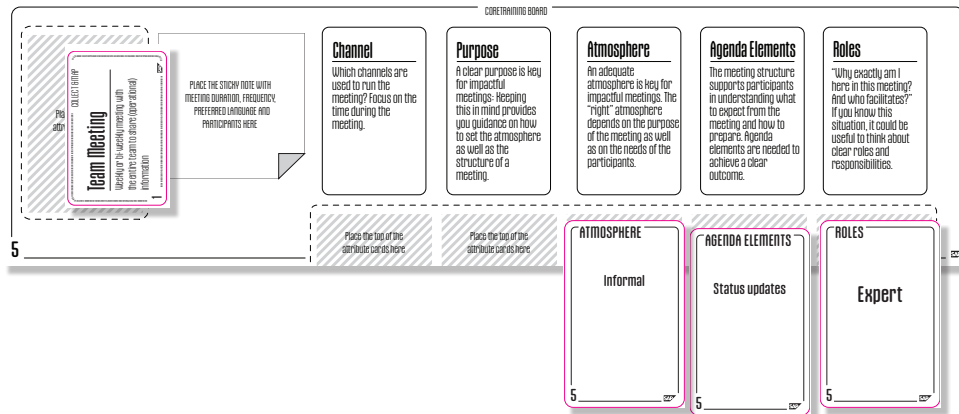 CORETRAINING BOARD
Pla
attri
COLLECT & MAP
Team Meeting
Weekly or bi-weekly meeting with
the entire team to share (operational)
information
1
PLACE THE STICKY NOTE WITH
MEETING DURATION, FREQUENCY,
PREFERRED LANGUAGE AND
PARTICIPANTS HERE
Channel
Which channels are
used to run the
meeting? Focus on the
time during the
meeting.
Purpose
A clear purpose is key
for impactful
meetings: Keeping
this in mind provides
you guidance on how
to set the atmosphere
as well as the
structure of a
meeting.
Atmosphere
An adequate
atmosphere is key for
impactful meetings. The
"right" atmosphere
depends on the purpose
of the meeting as well
as on the needs of the
participants.
Agenda Elements
The meeting structure
supports participants
in understanding what
to expect from the
meeting and how to
prepare. Agenda
elements are needed to
achieve a clear
outcome.
Roles
"Why exactly am I
here in this meeting?
And who facilitates?"
If you know this
situation, it could be
useful to think about
clear roles and
responsibilities.
5
Place the top of the
attribute cards here
Place the top of the
attribute cards here
ATMOSPHERE
Informal
5
AGENDA ELEMENTS
Status updates
5
ROLES
Expert
5